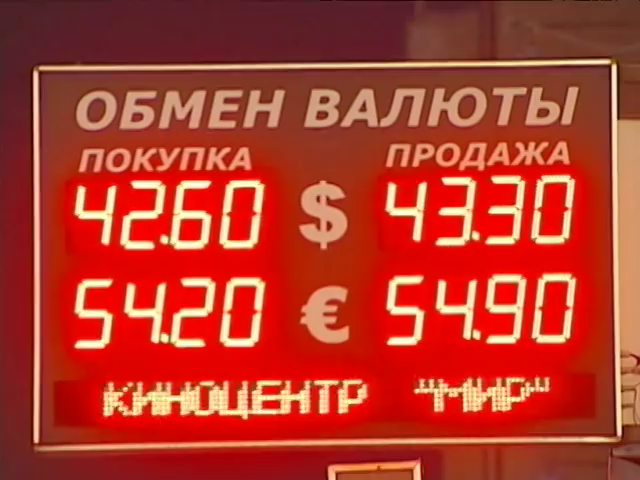 ОБМЕН ВАЛЮТЫ
ПОКУПКА ПРОДАЖА
42.60 $ 43.30
54.20 € 54.90
КИНОЦЕНТР "МИР"